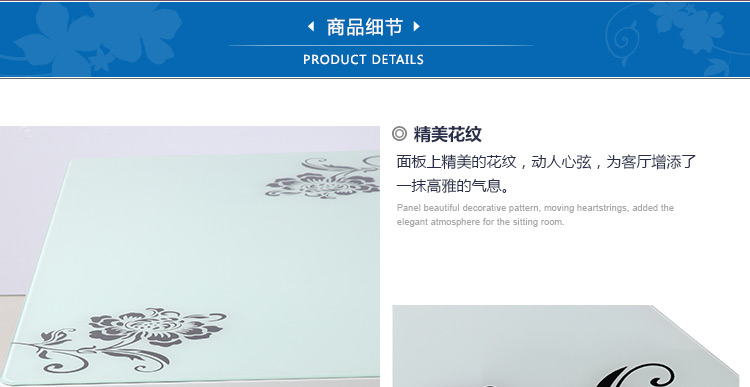 商品细节
PRODUCT DETAILS
精美花纹
面板上精美的花纹，动人心弦，为客厅增添了
一抹高雅的气息。
Panel beautiful decorative pattern, moving heartstrings, added the
elegant atmosphere for the sitting room.